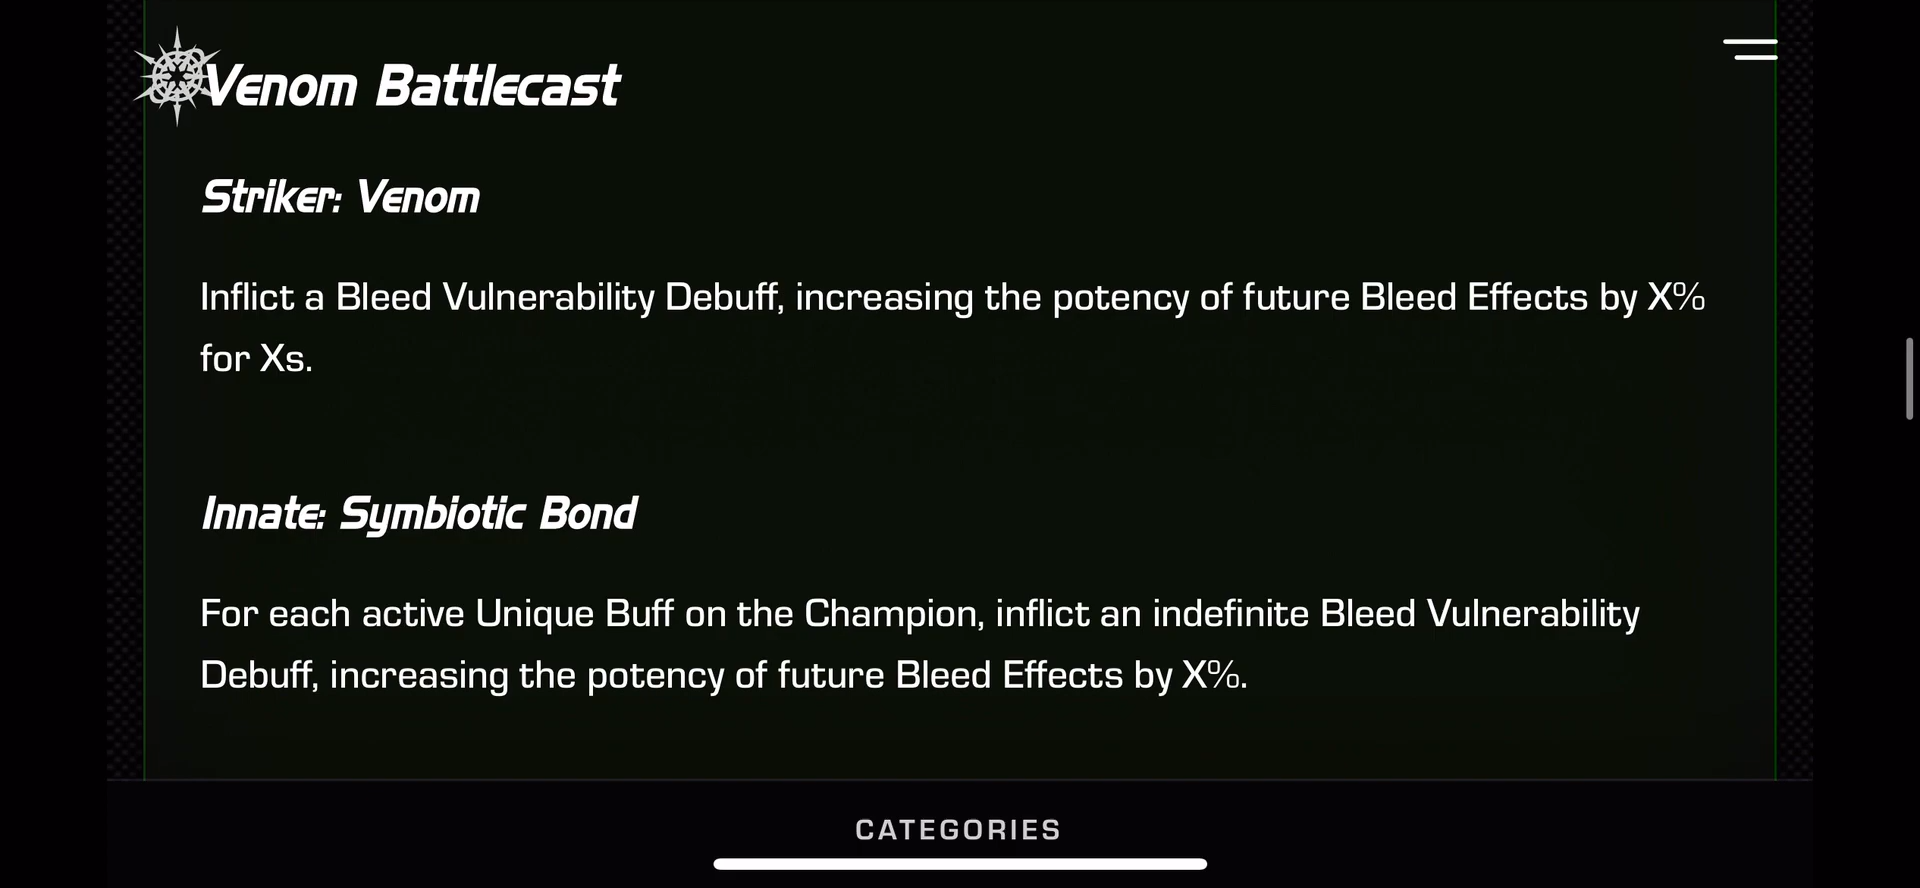 Venom Battlecast
Striker: Venom
Inflict a Bleed Vulnerability Debuff, increasing the potency of future Bleed Effects by X%
for Xs.
Innate: Symbiotic Bond
For each active Unique Buff on the Champion, inflict an indefinite Bleed Vulnerability
Debuff, increasing the potency of future Bleed Effects by X%.
CATEGORIES